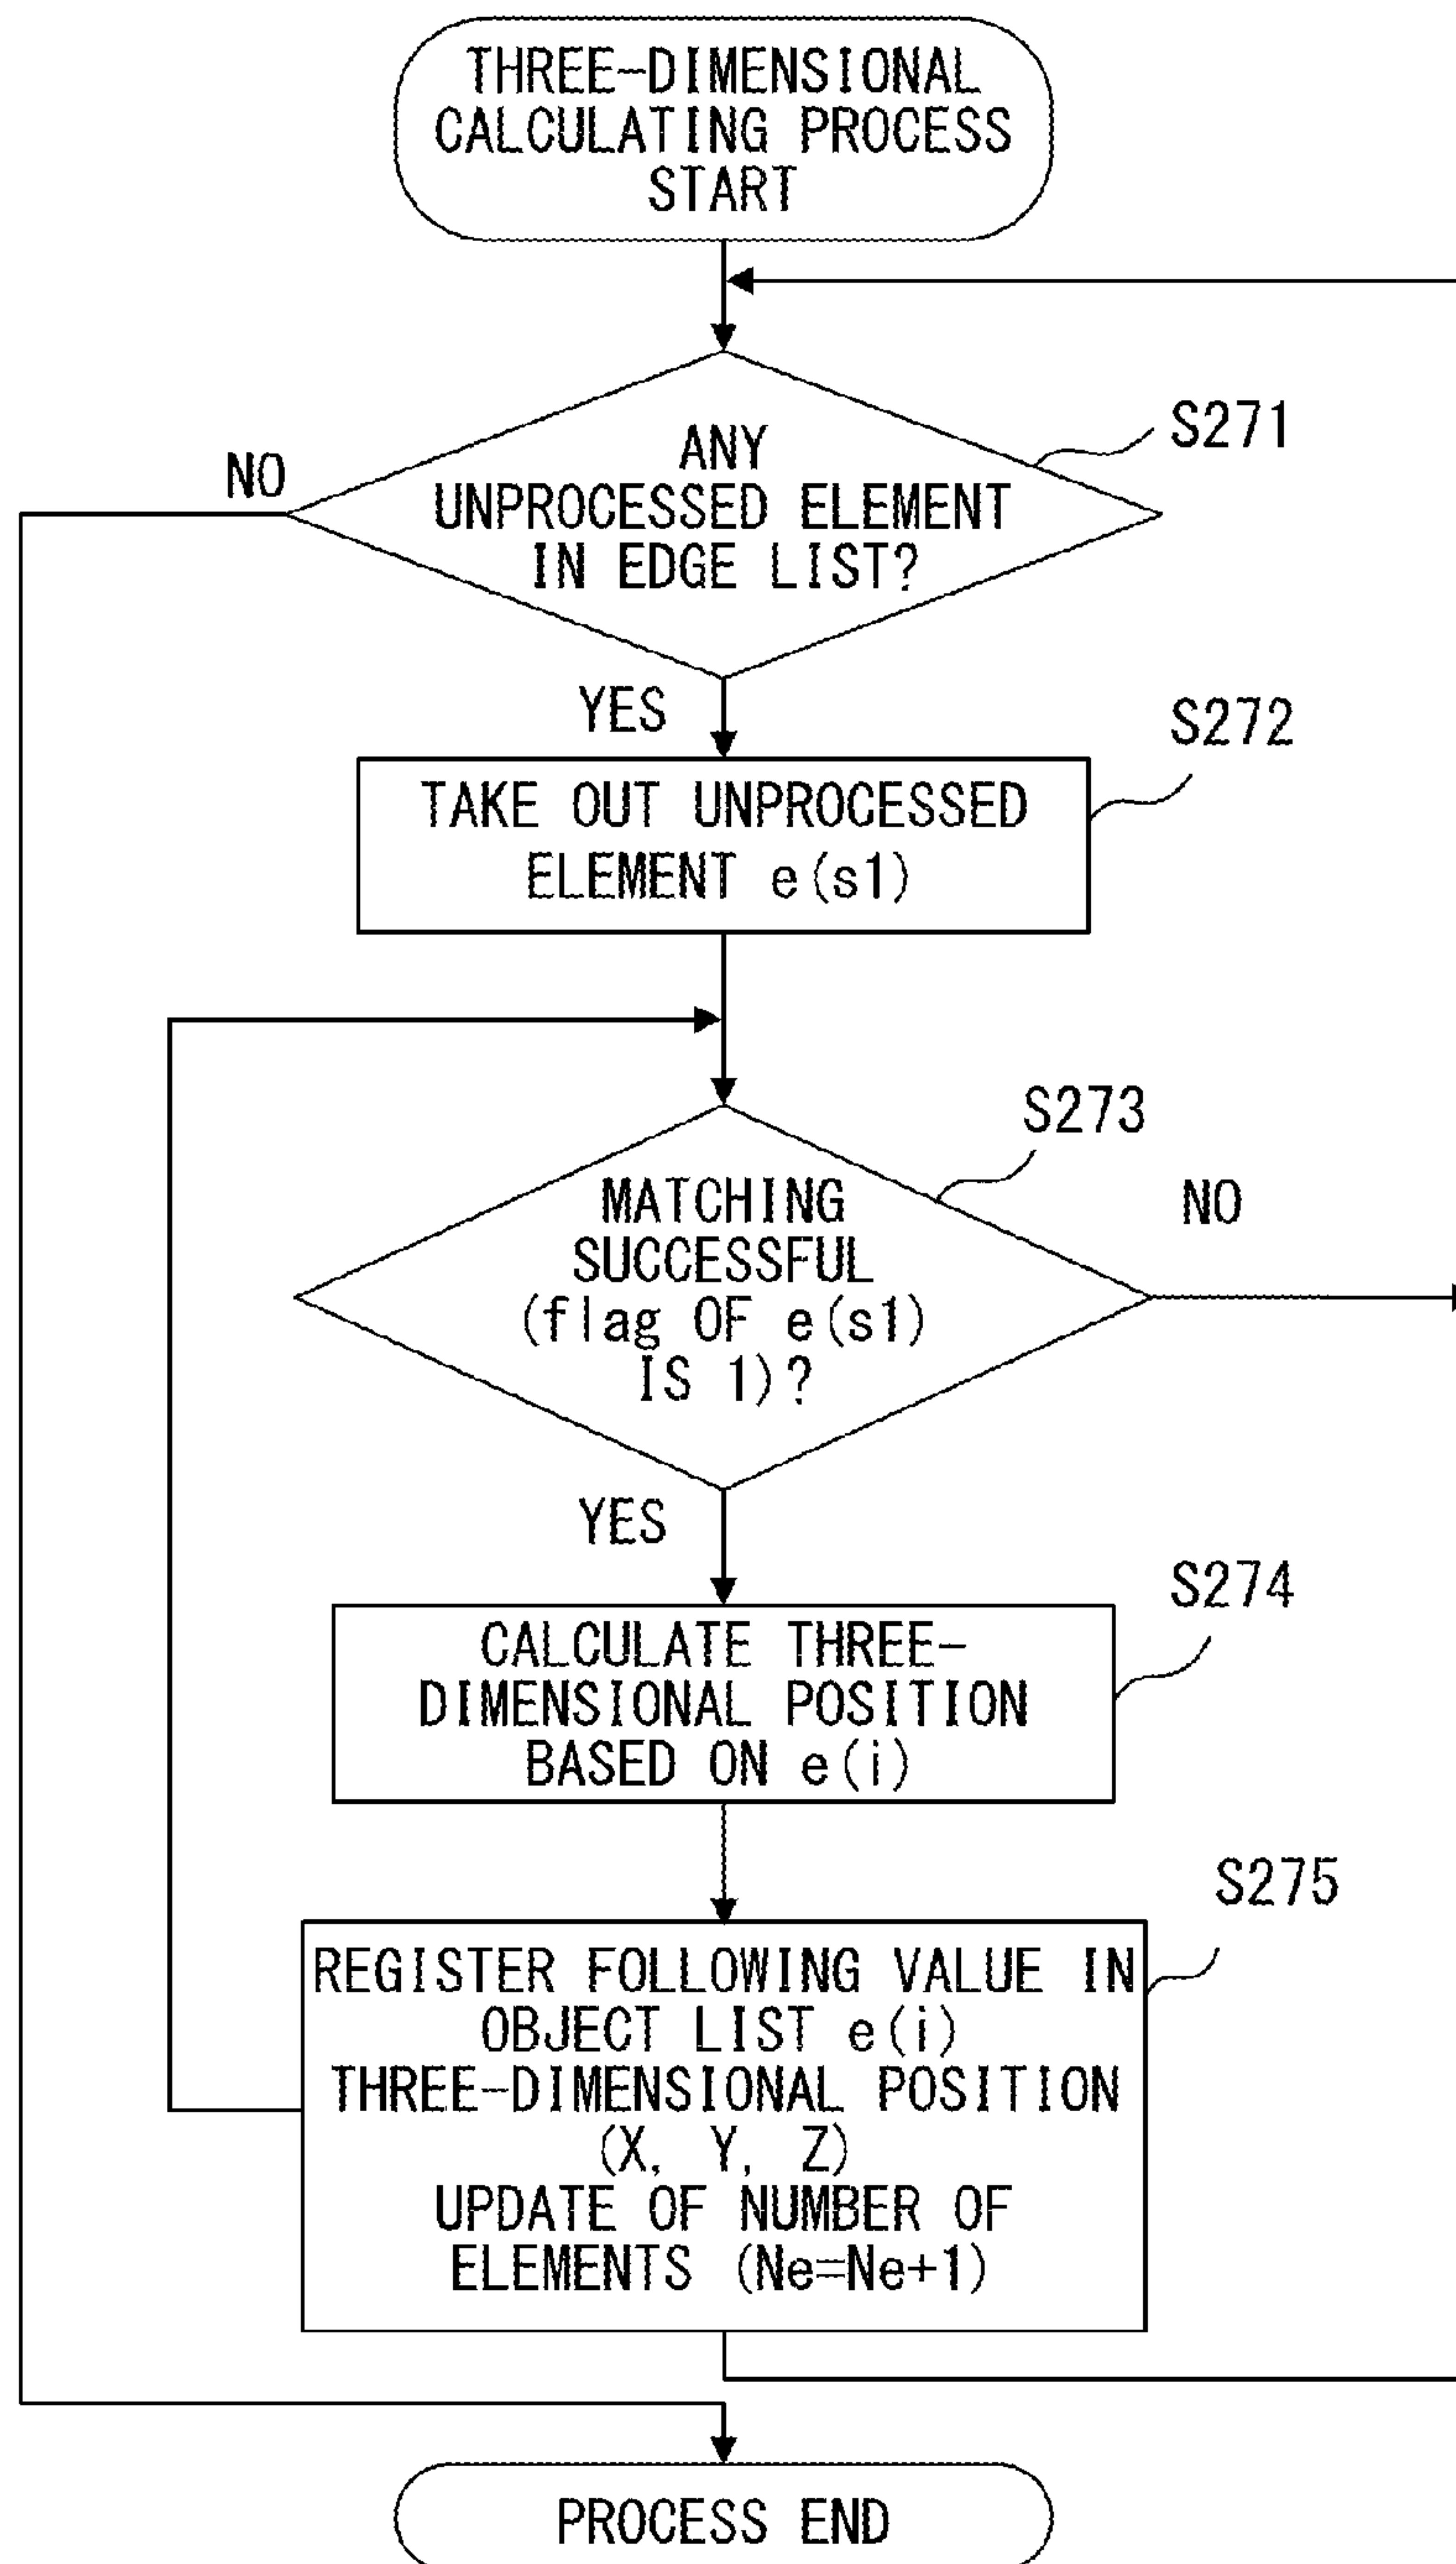 THREE-DIMENSIONAL
CALCULATING PROCESS
START
S271
NO
ANY
UNPROCESSED ELEMENT
IN EDGE LIST?
YES
S272
TAKE OUT UNPROCESSED
ELEMENT e(s1)
S273
NO
MATCHING
SUCCESSFUL
(flag OF e(s1)
IS 1)?
YES
S274
CALCULATE THREE-
DIMENSIONAL POSITION
BASED ON e(i)
S275
REGISTER FOLLOWING VALUE IN
OBJECT LIST e(i)
THREE-DIMENSIONAL POSITION
(X, Y, Z)
UPDATE OF NUMBER OF
ELEMENTS (Ne=Ne+1)
PROCESS END